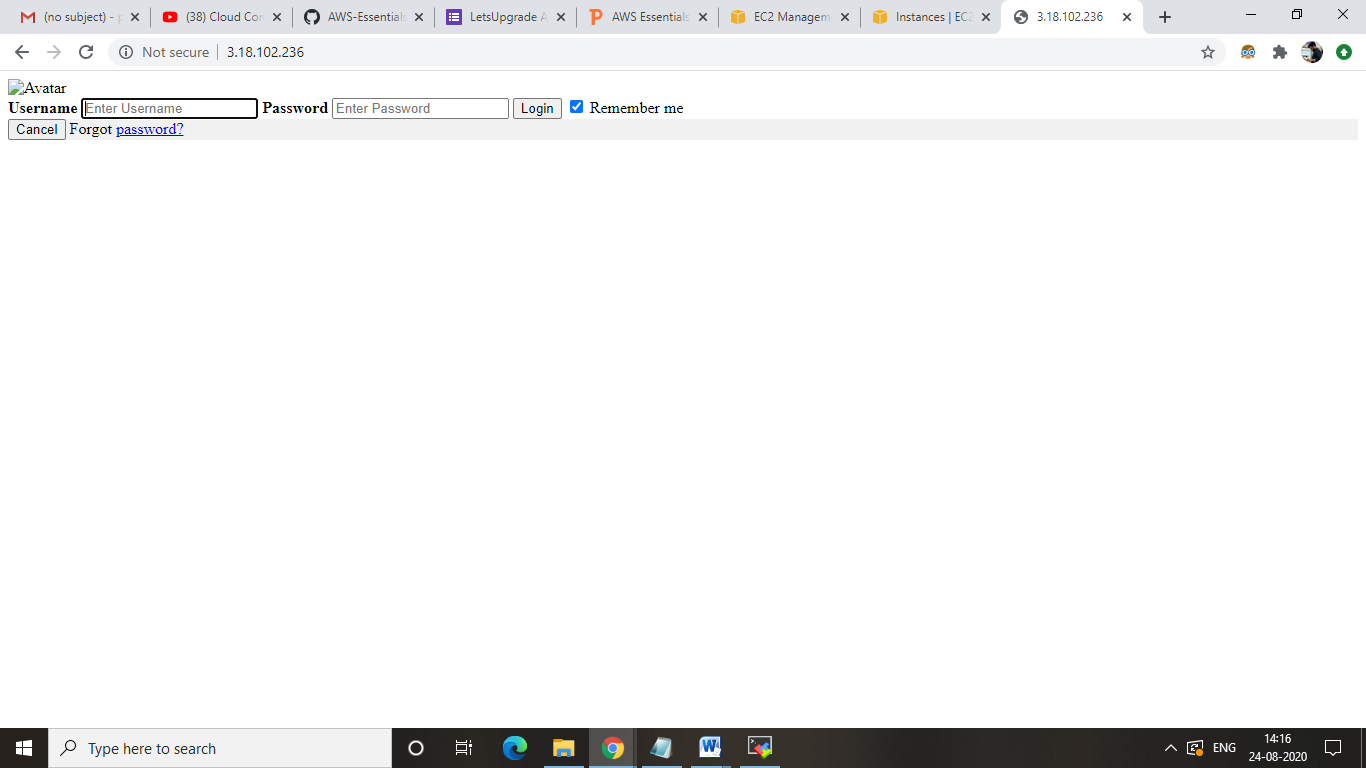 (no subject) - p
(38) Cloud Con
AWS-Essential
LetsUpgrade A
AWS Essentials
EC2 Managem
Instances | EC2
3.18.102.236
Not secure
3.18.102.236
Avatar
Username Enter Username Password Enter Password Login Remember me
Cancel Forgot password?
Type here to search
ENG
14:16
24-08-2020